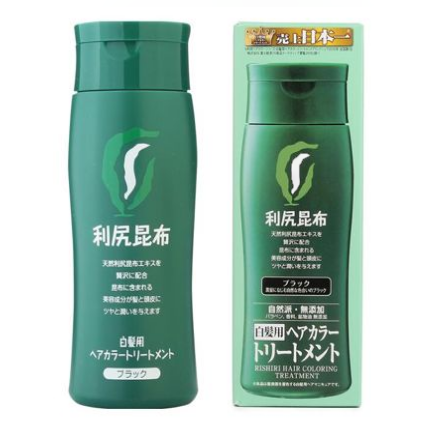 利尻昆布
天然利尻昆布エキスを
贅沢に配合
昆布に含まれる
美容成分が髪と頭皮に
ツヤと潤いを与えます
白髪用
ヘアカラートリートメント
ブラック
売上日本一
利尻昆布
天然利尻昆布エキスを
贅沢に配合
昆布に含まれる
美容成分が髪と頭皮に
ツヤと潤いを与えます
ブラック
自然派・無添加
白髪用 ヘアカラー
トリートメント
RISHIRI HAIR COLORING
TREATMENT